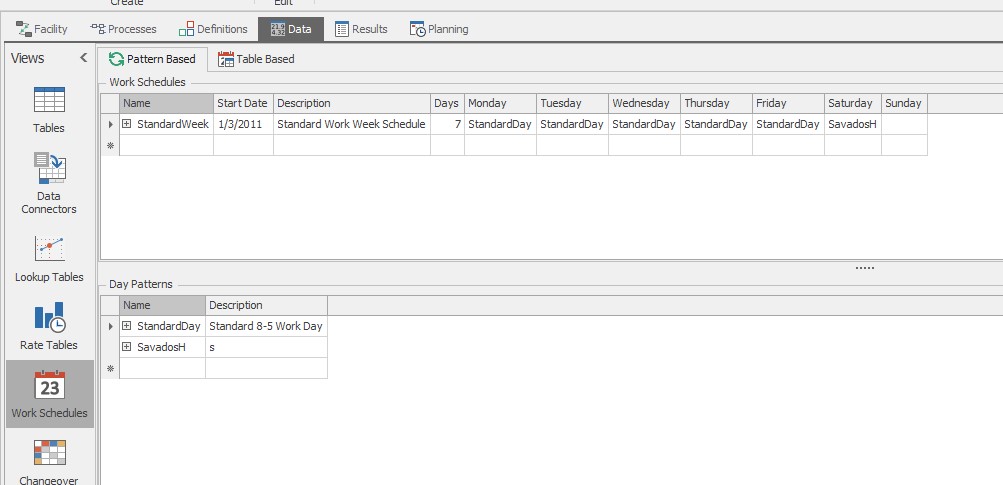 Create Edit
Facility Processes Definitions Data Results Planning
Views <
Pattern Based Table Based
Work Schedules
Name Start Date Description Days Monday Tuesday Wednesday Thursday Friday Saturday Sunday
StandardWeek 1/3/2011 Standard Work Week Schedule 7 StandardDay StandardDay StandardDay StandardDay StandardDay SavadosH
Tables
Data
Connectors
Lookup Tables
Day Patterns
Name Description
StandardDay Standard 8-5 Work Day
SavadosH s
Rate Tables
23
Work Schedules
Changeover